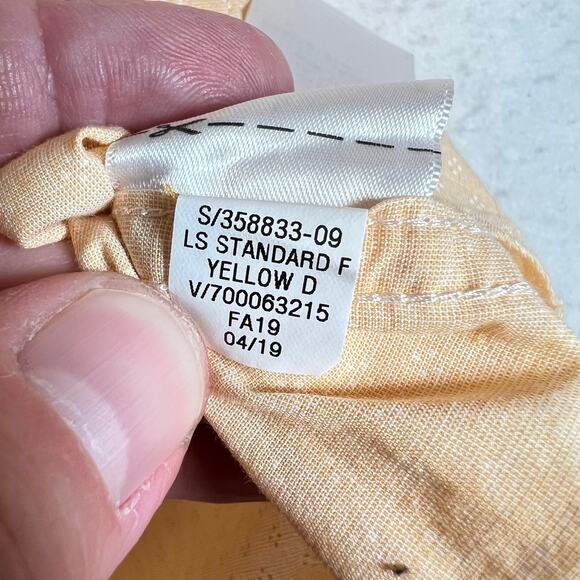 S/358833-09
LS STANDARD F
YELLOW D
V/700063215
FA19
04/19